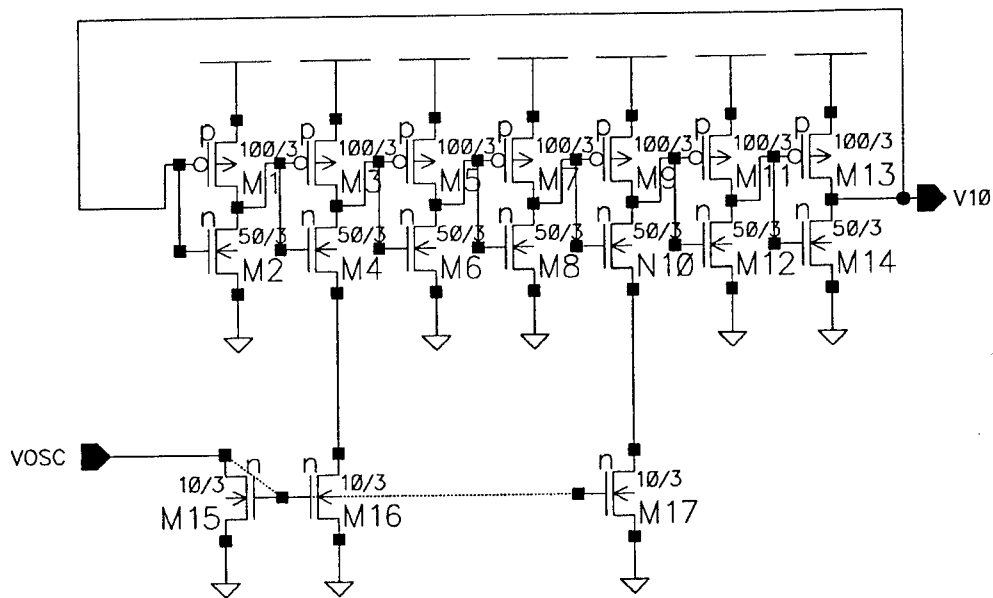 p p p p p p p
100/3 100/3 100/3 100/3 100/3 100/3 100/3
M1 M3 M5 M7 M9 M11 M13
V10
n n n n n n n
50/3 50/3 50/3 50/3 50/3 50/3 50/3
M2 M4 M6 M8 N10 M12 M14
VOSC
n n n
10/3 10/3 10/3
M15 M16 M17